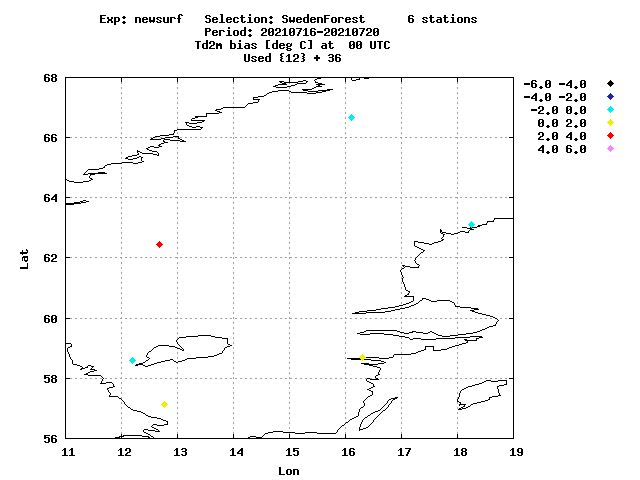 Exp: newsurf   Selection: SwedenForest      6 stations
Period: 20210716-20210720
Td2m bias [deg C] at  00 UTC
Used {12} + 36
-6.0 -4.0
-4.0 -2.0
-2.0 0.0
0.0 2.0
2.0 4.0
4.0 6.0
68
66
64
62
60
58
56
Lat
11 12 13 14 15 16 17 18 19
Lon